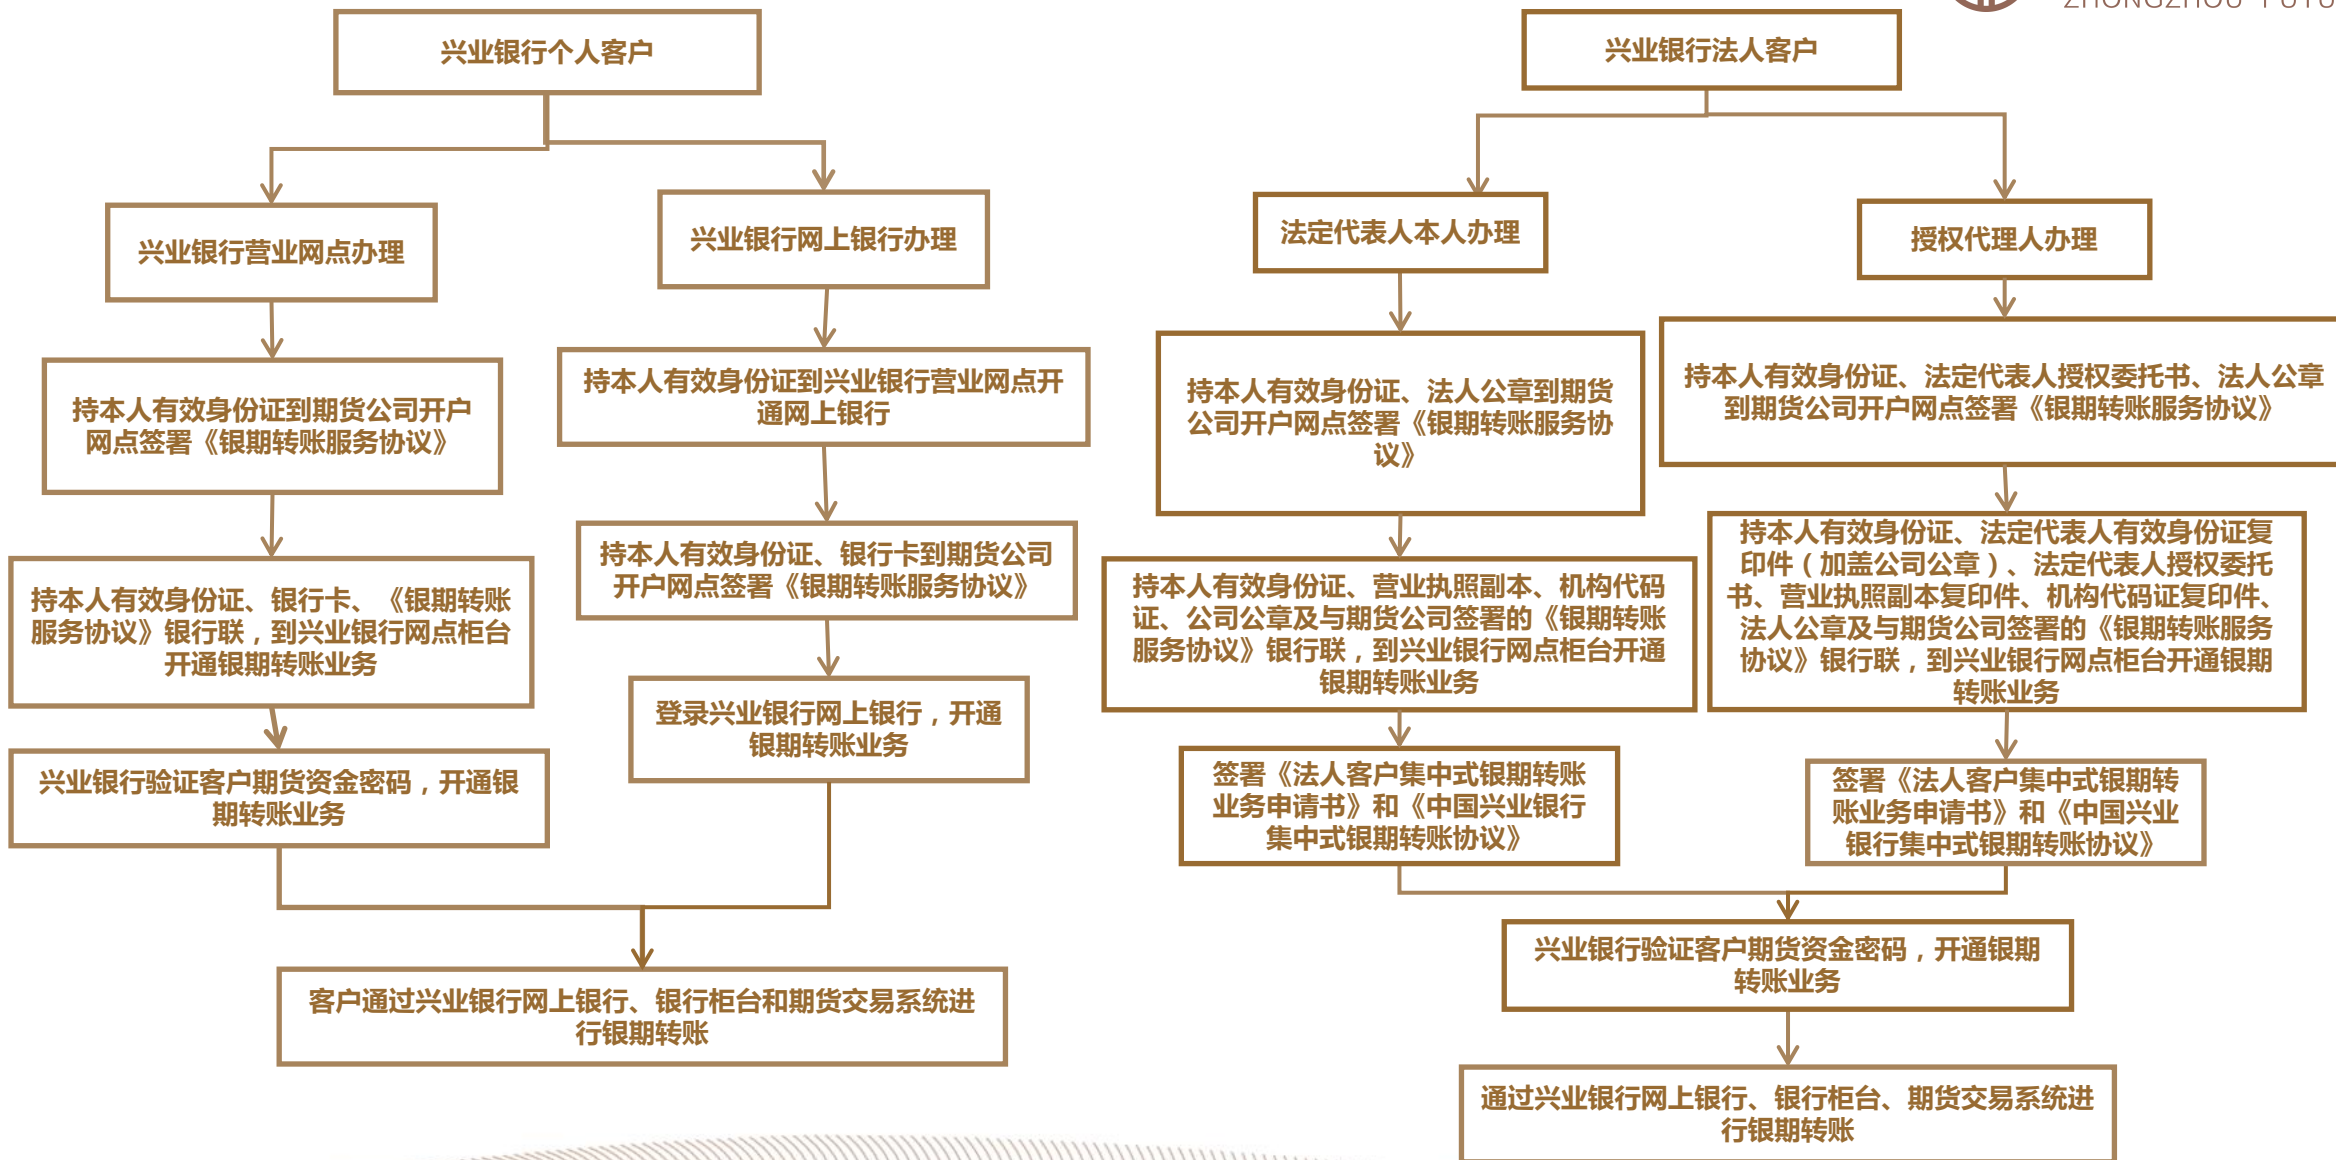 ZHONGZHOU FUTU
兴业银行个人客户
兴业银行营业网点办理
持本人有效身份证到期货公司开户
网点签署《银期转账服务协议》
持本人有效身份证、银行卡、《银期转账
服务协议》银行联，到兴业银行网点柜台
开通银期转账业务
兴业银行验证客户期货资金密码，开通银
期转账业务
兴业银行网上银行办理
持本人有效身份证到兴业银行营业网点开
通网上银行
持本人有效身份证、银行卡到期货公司
开户网点签署《银期转账服务协议》
登录兴业银行网上银行，开通
银期转账业务
客户通过兴业银行网上银行、银行柜台和期货交易系统进
行银期转账
兴业银行法人客户
法定代表人本人办理
持本人有效身份证、法人公章到期货
公司开户网点签署《银期转账服务协
议》
持本人有效身份证、营业执照副本、机构代码
证、公司公章及与期货公司签署的《银期转账
服务协议》银行联，到兴业银行网点柜台开通
银期转账业务
签署《法人客户集中式银期转账
业务申请书》和《中国兴业银行
集中式银期转账协议》
授权代理人办理
持本人有效身份证、法定代表人授权委托书、法人公章
到期货公司开户网点签署《银期转账服务协议》
持本人有效身份证、法定代表人有效身份证复
印件（加盖公司公章）、法定代表人授权委托
书、营业执照副本复印件、机构代码证复印件、
法人公章及与期货公司签署的《银期转账服务
协议》银行联，到兴业银行网点柜台开通银期
转账业务
签署《法人客户集中式银期转
账业务申请书》和《中国兴业
银行集中式银期转账协议》
兴业银行验证客户期货资金密码，开通银期
转账业务
通过兴业银行网上银行、银行柜台、期货交易系统进
行银期转账